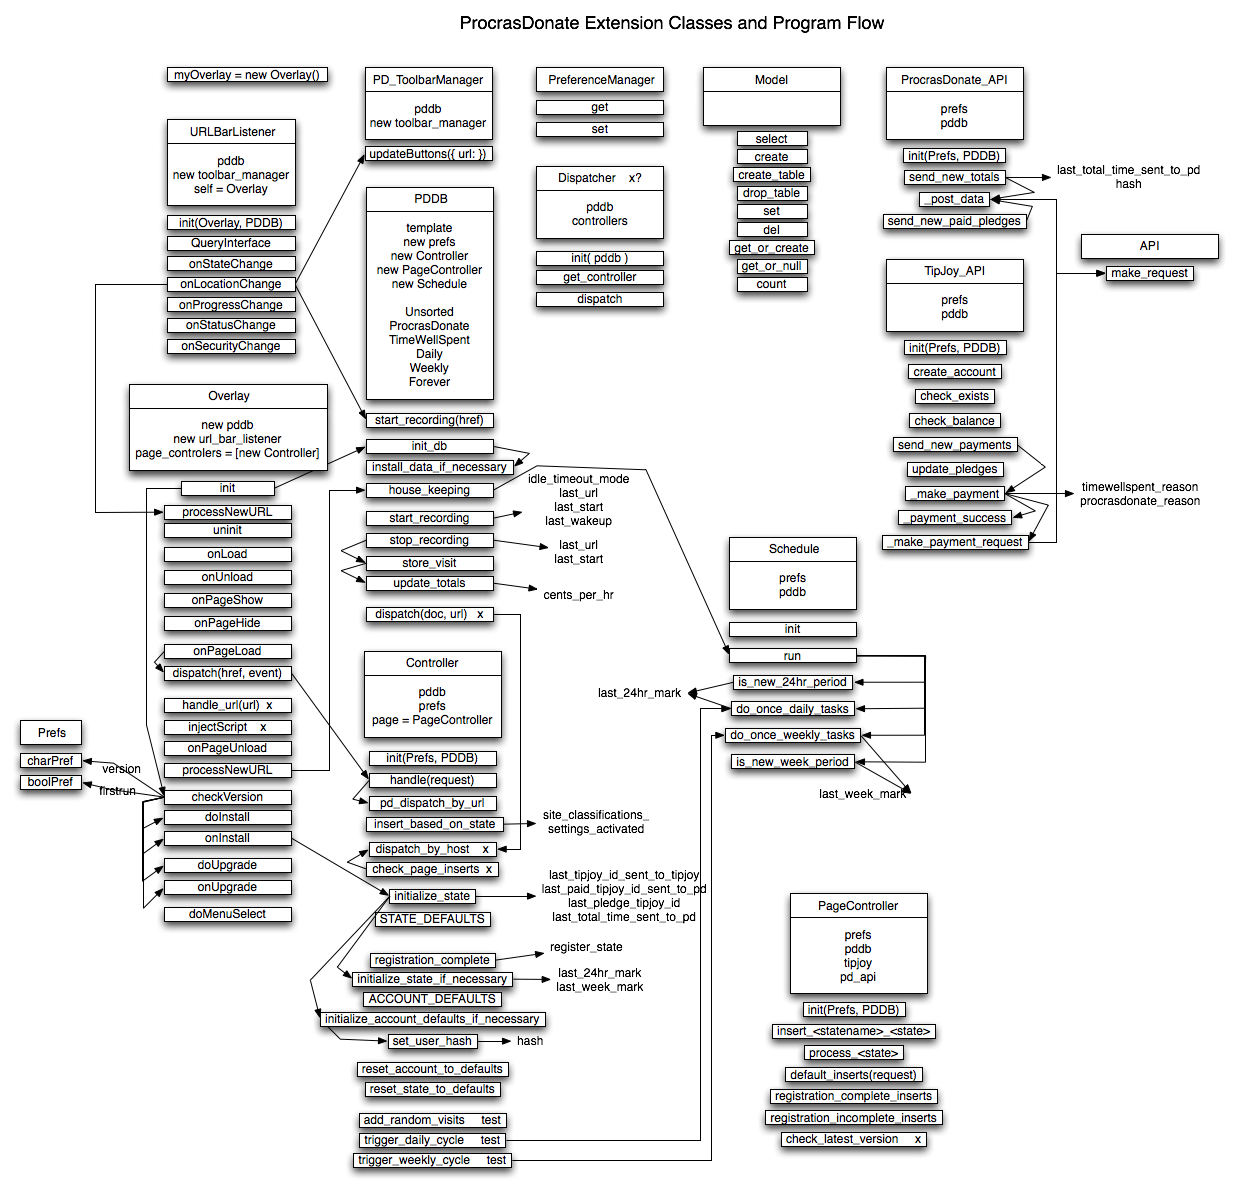 ProcrasDonate Extension Classes and Program Flow
myOverlay = new Overlay()
URLBarListener
pddb
new toolbar_manager
self = Overlay
init(Overlay, PDDB)
QueryInterface
onStateChange
onLocationChange
onProgressChange
onStatusChange
onSecurityChange
Overlay
new pddb
new url_bar_listener
page_controlers = [new Controller]
init
processNewURL
uninit
onLoad
onUnload
onPageShow
onPageHide
onPageLoad
dispatch(href, event)
handle_url(url) x
injectScript x
onPageUnload
processNewURL
checkVersion
doInstall
onInstall
doUpgrade
onUpgrade
doMenuSelect
Prefs
charPref
boolPref
version
firstrun
PD_ToolbarManager
pddb
new toolbar_manager
updateButtons({ url: })
PDDB
template
new prefs
new Controller
new PageController
new Schedule
Unsorted
ProcrasDonate
TimeWellSpent
Daily
Weekly
Forever
start_recording(href)
init_db
install_data_if_necessary
house_keeping
idle_timeout_mode
last_url
last_start
last_wakeup
start_recording
stop_recording
last_url
last_start
store_visit
update_totals
cents_per_hr
dispatch(doc, url) x
Controller
pddb
prefs
page = PageController
init(Prefs, PDDB)
handle(request)
pd_dispatch_by_url
insert_based_on_state
site_classifications_
settings_activated
dispatch_by_host x
check_page_inserts x
initialize_state
last_tipjoy_id_sent_to_tipjoy
last_paid_tipjoy_id_sent_to_pd
last_pledge_tipjoy_id
last_total_time_sent_to_pd
STATE_DEFAULTS
registration_complete
register_state
initialize_state_if_necessary
last_24hr_mark
last_week_mark
ACCOUNT_DEFAULTS
initialize_account_defaults_if_necessary
set_user_hash
hash
reset_account_to_defaults
reset_state_to_defaults
add_random_visits test
trigger_daily_cycle test
trigger_weekly_cycle test
PreferenceManager
get
set
Dispatcher x?
pddb
controllers
init( pddb )
get_controller
dispatch
Model
select
create
create_table
drop_table
set
del
get_or_create
get_or_null
count
ProcrasDonate_API
prefs
pddb
init(Prefs, PDDB)
send_new_totals
last_total_time_sent_to_pd
hash
_post_data
send_new_paid_pledges
API
make_request
TipJoy_API
prefs
pddb
init(Prefs, PDDB)
create_account
check_exists
check_balance
send_new_payments
update_pledges
_make_payment
timewellspent_reason
procrasdonate_reason
_payment_success
_make_payment_request
Schedule
prefs
pddb
init
run
is_new_24hr_period
last_24hr_mark
do_once_daily_tasks
do_once_weekly_tasks
is_new_week_period
last_week_mark
PageController
prefs
pddb
tipjoy
pd_api
init(Prefs, PDDB)
insert_<statename>_<state>
process_<state>
default_inserts(request)
registration_complete_inserts
registration_incomplete_inserts
check_latest_version x